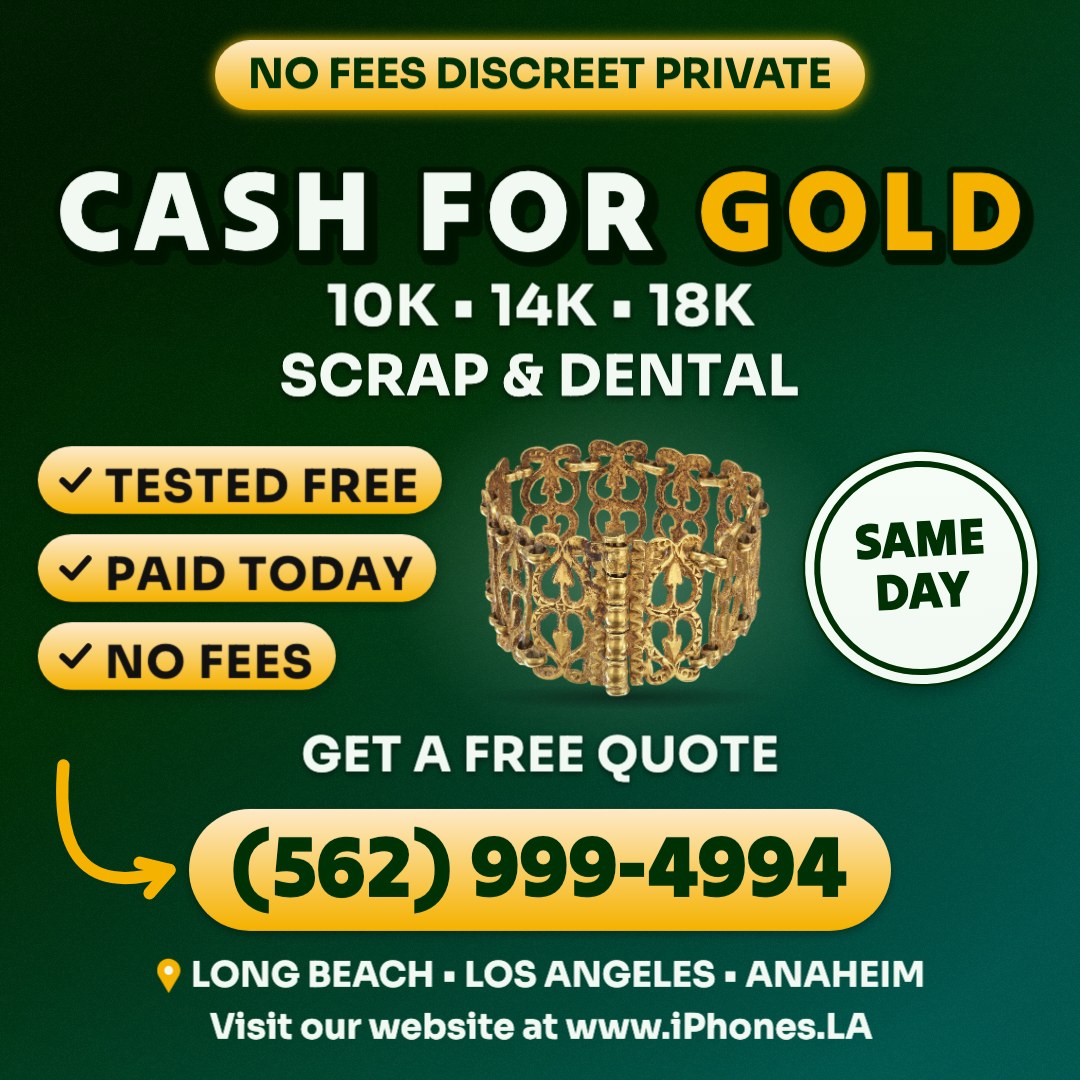 NO FEES DISCREET PRIVATE
CASH FOR GOLD
10K ▪ 14K ▪ 18K
SCRAP & DENTAL
✓ TESTED FREE
✓ PAID TODAY
✓ NO FEES
SAME
DAY
GET A FREE QUOTE
(562) 999-4994
LONG BEACH ▪ LOS ANGELES ▪ ANAHEIM
Visit our website at www.iPhones.LA